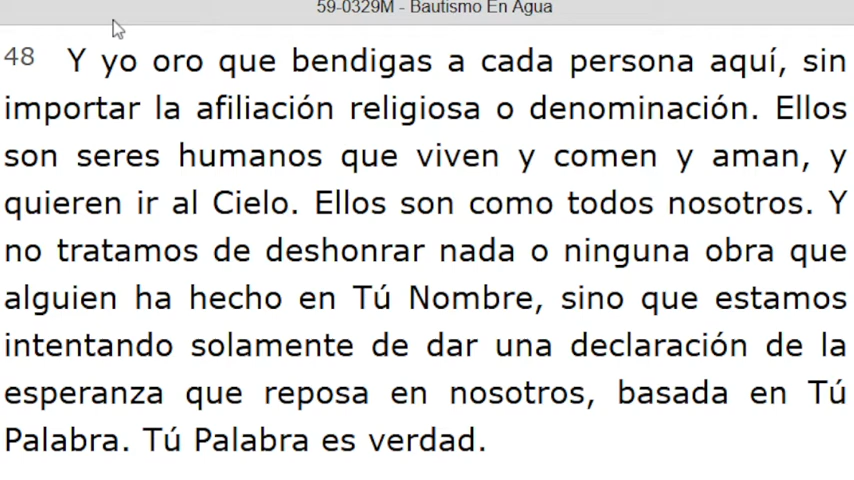 59-0329M - Bautismo En Agua
48 Y yo oro que bendigas a cada persona aquí, sin
importar la afiliación religiosa o denominación. Ellos
son seres humanos que viven y comen y aman, y
quieren ir al Cielo. Ellos son como todos nosotros. Y
no tratamos de deshonrar nada o ninguna obra que
alguien ha hecho en Tú Nombre, sino que estamos
intentando solamente de dar una declaración de la
esperanza que reposa en nosotros, basada en Tú
Palabra. Tú Palabra es verdad.